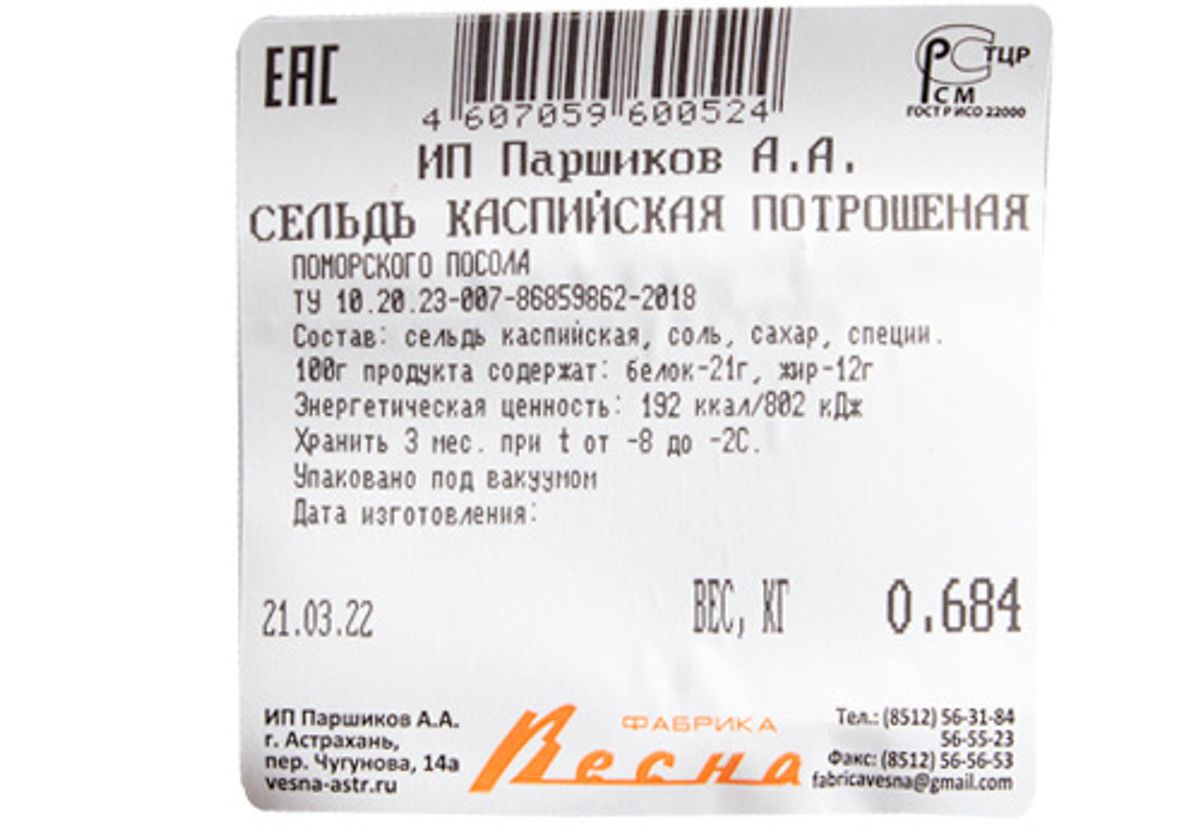 EAC
4 607059 600524
РСТ ТЦР
СМ
ГОСТ Р ИСО 22000
ИП Паршиков А.А.
СЕЛЬДЬ КАСПИЙСКАЯ ПОТРОШЕНАЯ
ПОМОРСКОГО ПОСОЛА
ТУ 10.20.23-007-86859862-2018
Состав: сельдь каспийская, соль, сахар, специи.
100г продукта содержат: белок-21г, жир-12г
Энергетическая ценность: 192 ккал/802 кДж
Хранить 3 мес. при t от -8 до -2С.
Упаковано под вакуумом
Дата изготовления:
21.03.22 ВЕС, КГ 0.684
ИП Паршиков А.А.
г. Астрахань,
пер. Чугунова, 14а
vesna-astr.ru
ФАБРИКА
Весна
Тел.: (8512) 56-31-84
56-55-23
Факс: (8512) 56-56-53
fabricavesna@gmail.com